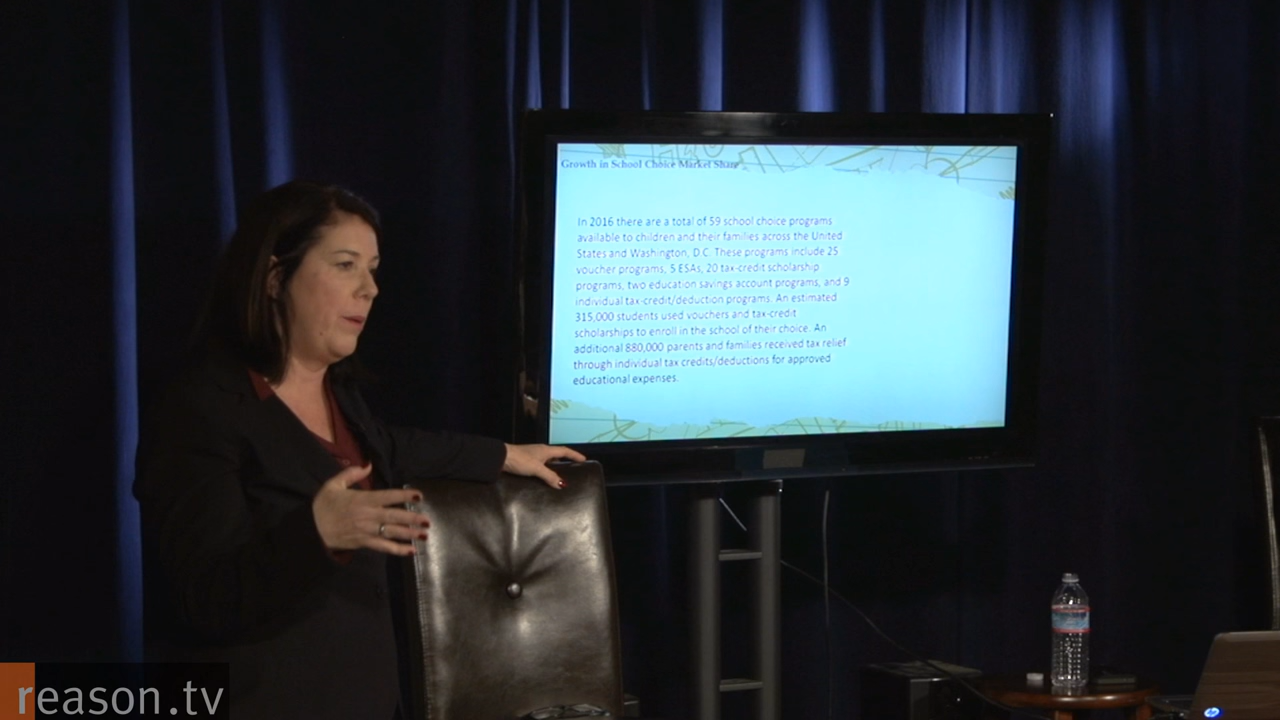 Growth in School Choice Market Share
In 2016 there are a total of 59 school choice programs
available to children and their families across the United
States and Washington, D.C. These programs include 25
voucher programs, 5 ESAs, 20 tax-credit scholarship
programs, two education savings account programs, and 9
individual tax-credit/deduction programs. An estimated
315,000 students used vouchers and tax-credit
scholarships to enroll in the school of their choice. An
additional 880,000 parents and families received tax relief
through individual tax credits/deductions for approved
educational expenses.
reason.tv